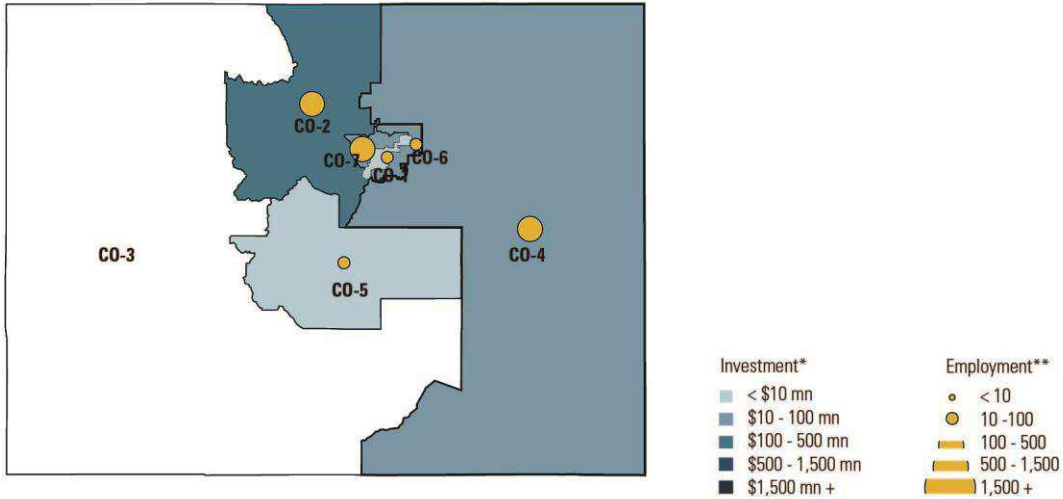 CO-2
CO-7
CO-6
CO-1
CO-3
CO-4
CO-5
Investment*
< $10 mn
$10 - 100 mn
$100 - 500 mn
$500 - 1,500 mn
$1,500 mn +
Employment**
< 10
10 -100
100 - 500
500 - 1,500
1,500 +